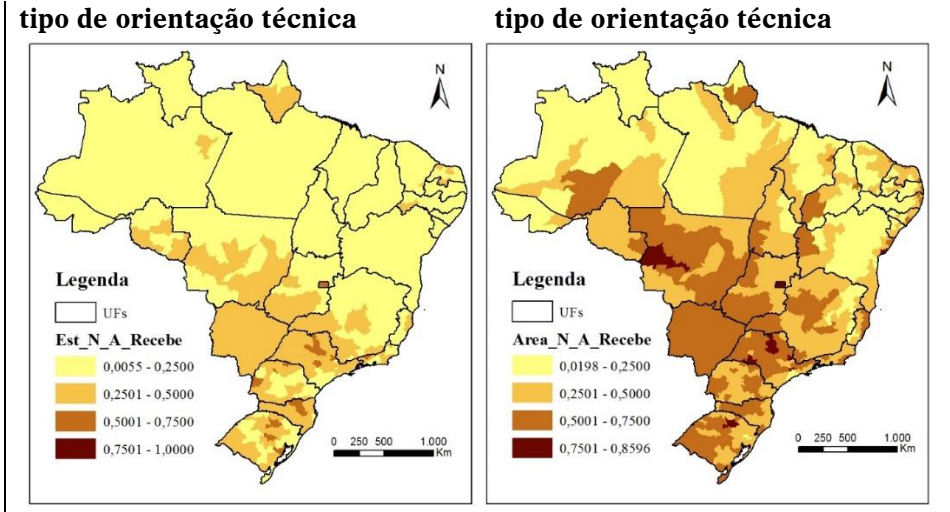 tipo de orientação técnica
tipo de orientação técnica
N
Legenda
UFs
Est_N_A_Recebe
0,0055 - 0,2500
0,2501 - 0,5000
0,5001 - 0,7500
0,7501 - 1,0000
0 250 500 1.000
Km
N
Legenda
UFs
Area_N_A_Recebe
0,0198 - 0,2500
0,2501 - 0,5000
0,5001 - 0,7500
0,7501 - 0,8596
0 250 500 1.000
Km